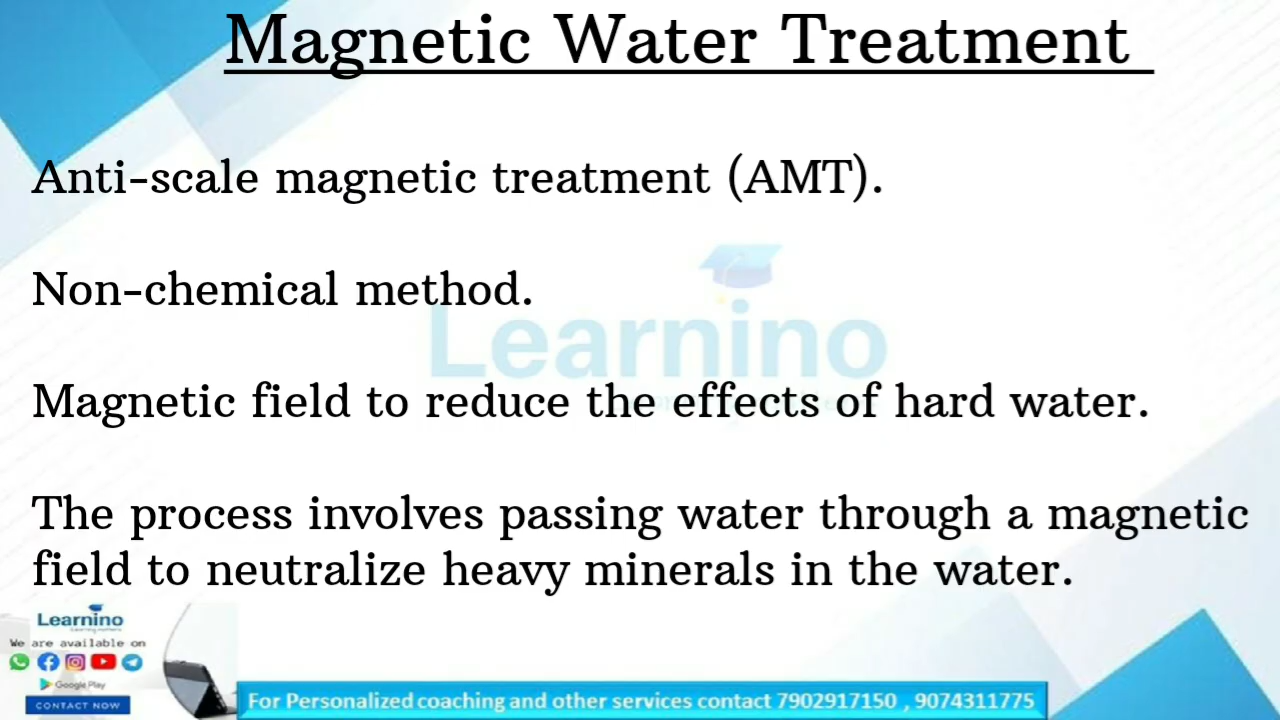 Magnetic Water Treatment
Anti-scale magnetic treatment (AMT).
Non-chemical method.
Learnino
Magnetic field to reduce the effects of hard water.
The process involves passing water through a magnetic
field to neutralize heavy minerals in the water.
Learnino
We are available on
Google Play
CONTACT NOW
For Personalized coaching and other services contact 7902917150 , 9074311775